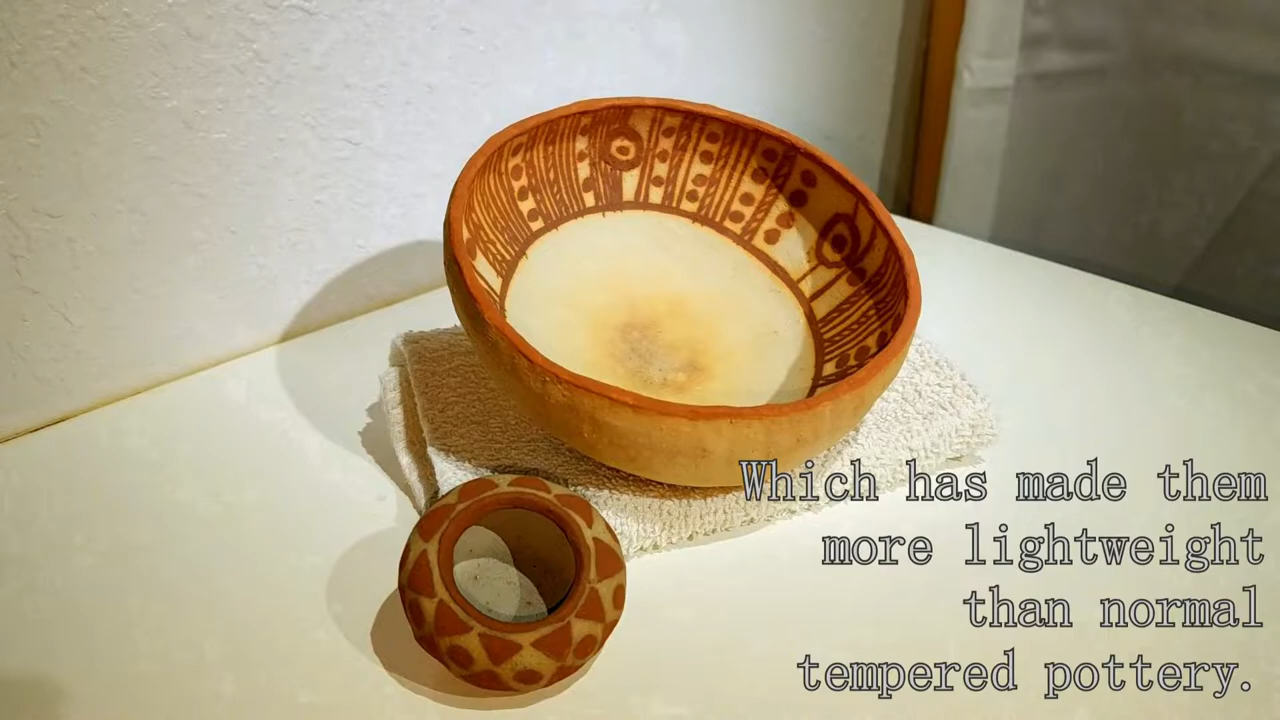 Which has made them
more lightweight
than normal
tempered pottery.